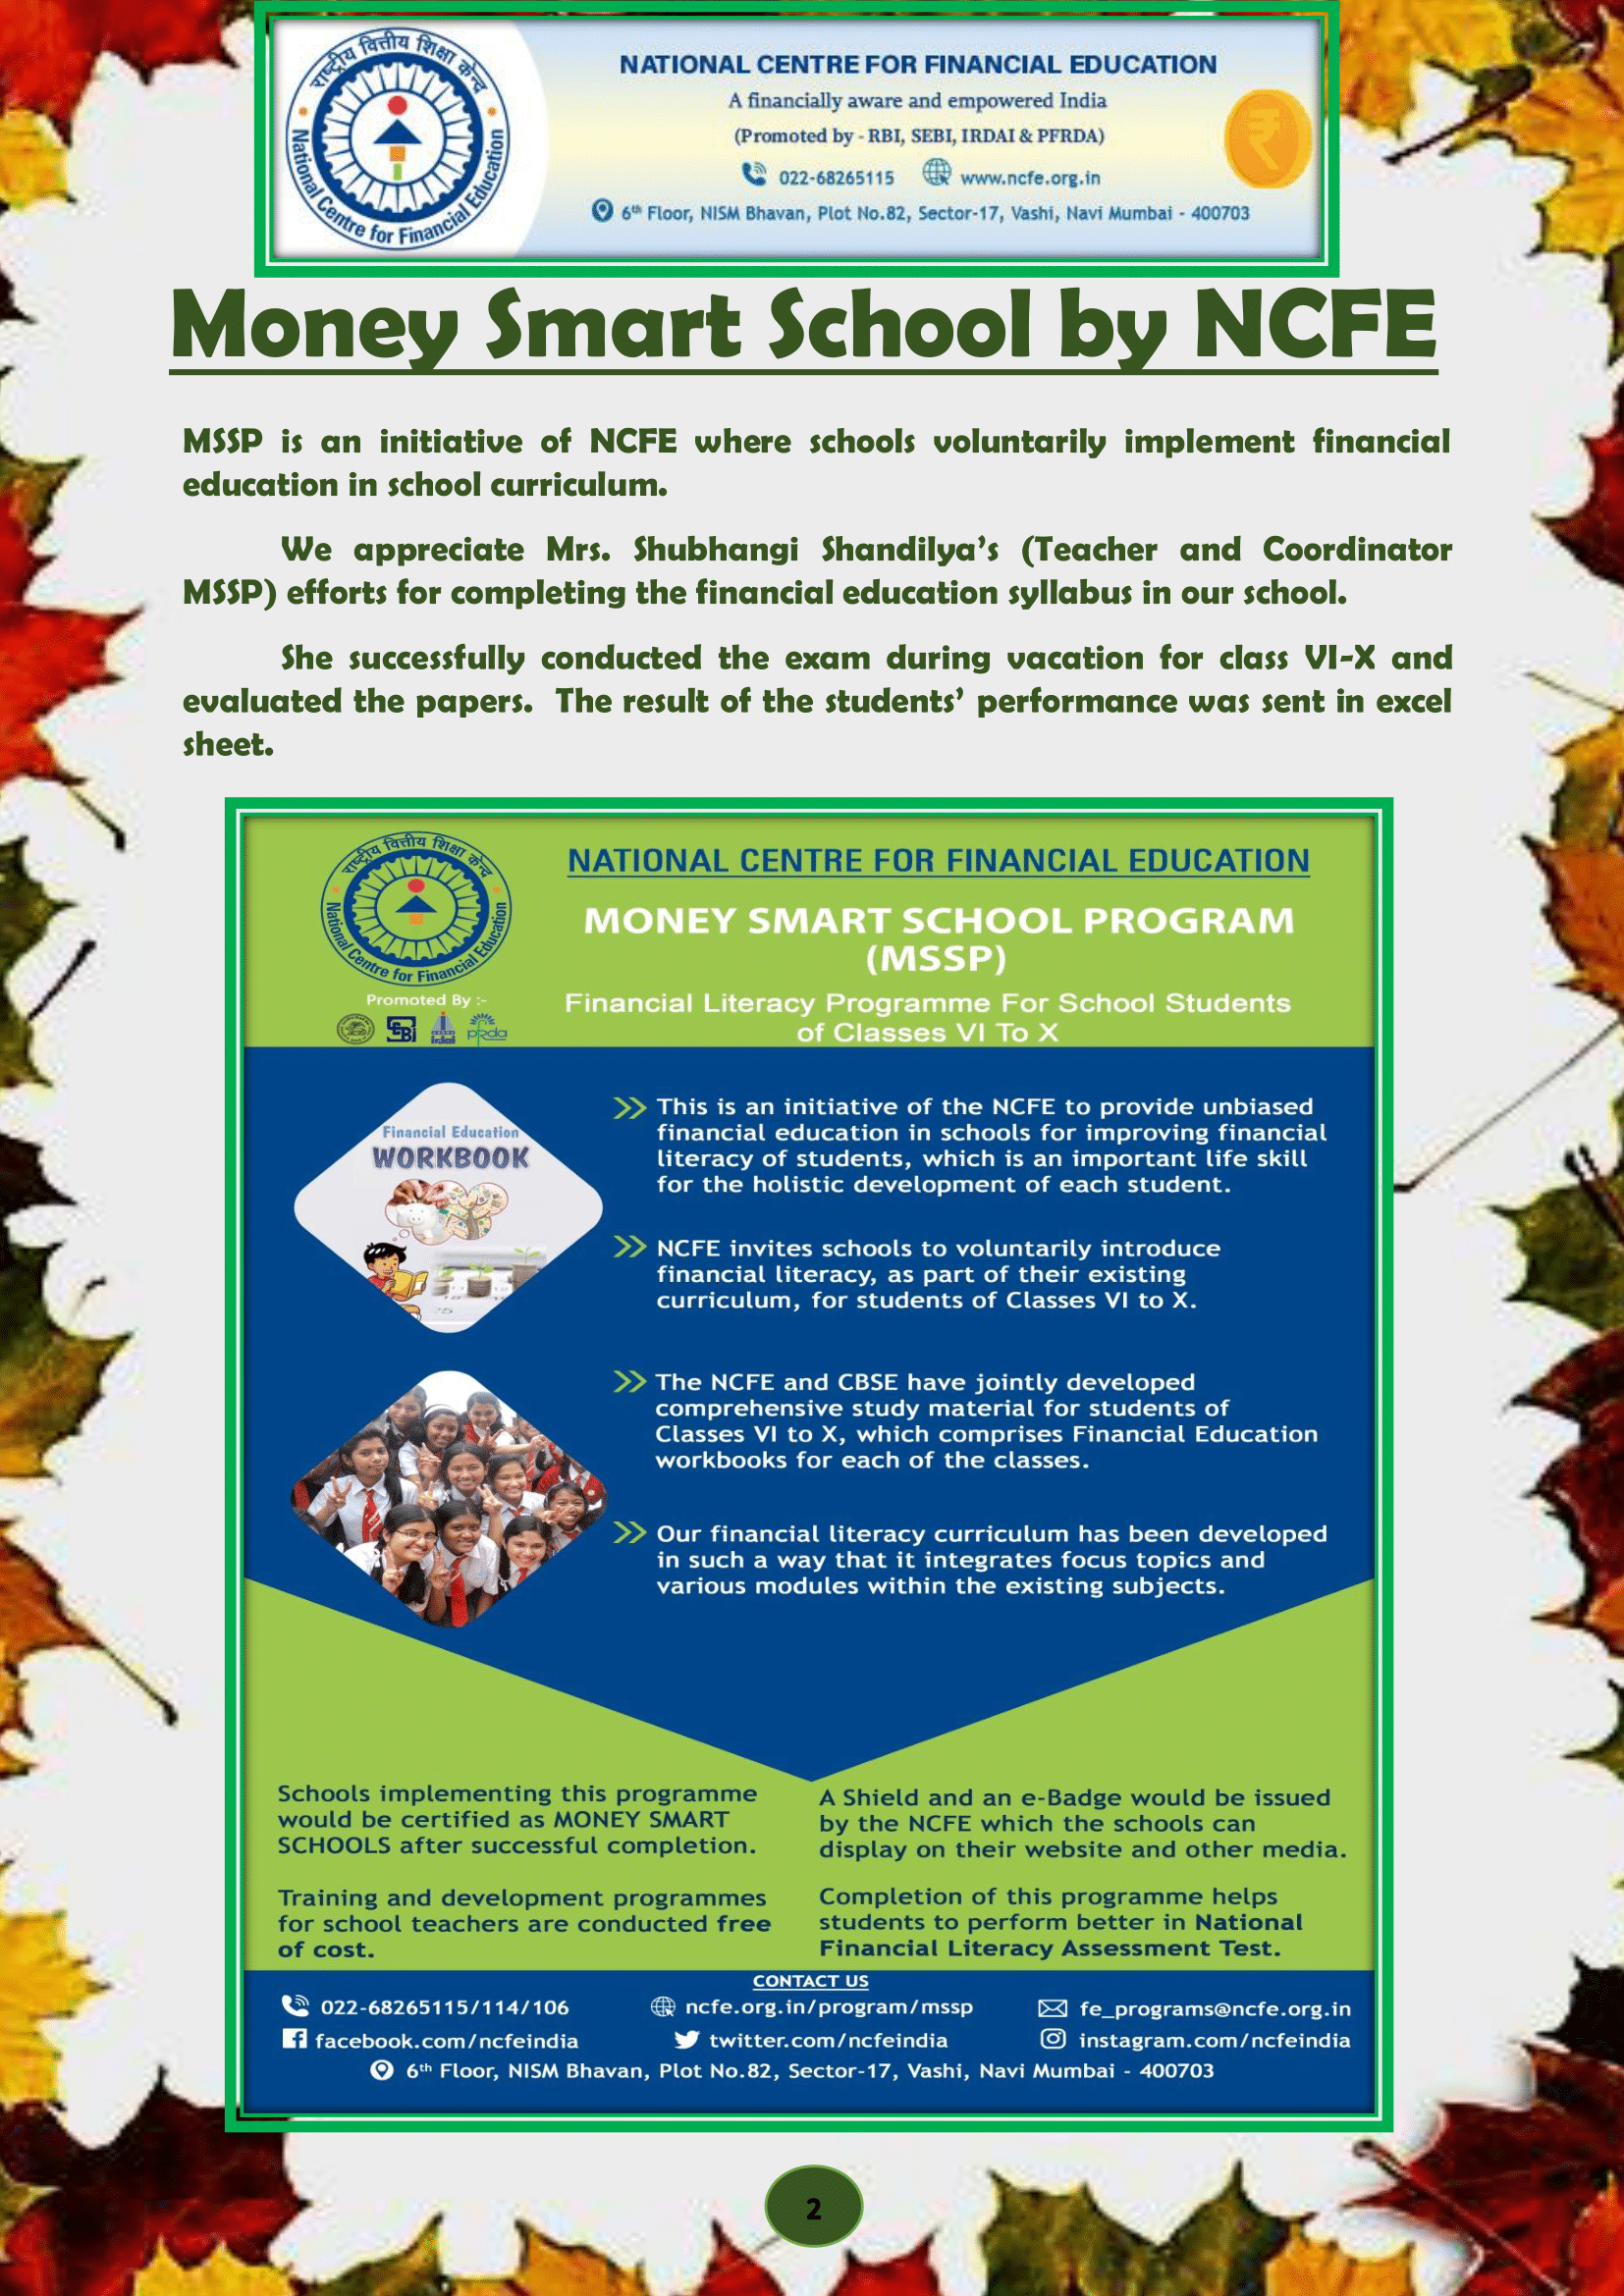 राष्ट्रीय वित्तीय शिक्षा केन्द्र
National Centre for Financial Education
NATIONAL CENTRE FOR FINANCIAL EDUCATION
A financially aware and empowered India
(Promoted by - RBI, SEBI, IRDAI & PFRDA)
022-68265115 www.ncfe.org.in
6th Floor, NISM Bhavan, Plot No.82, Sector-17, Vashi, Navi Mumbai - 400703
Money Smart School by NCFE
MSSP is an initiative of NCFE where schools voluntarily implement financial
education in school curriculum.
We appreciate Mrs. Shubhangi Shandilya’s (Teacher and Coordinator
MSSP) efforts for completing the financial education syllabus in our school.
She successfully conducted the exam during vacation for class VI-X and
evaluated the papers. The result of the students’ performance was sent in excel
sheet.
राष्ट्रीय वित्तीय शिक्षा केन्द्र
National Centre for Financial Education
Promoted By :-
SEBI
pfrda
NATIONAL CENTRE FOR FINANCIAL EDUCATION
MONEY SMART SCHOOL PROGRAM
(MSSP)
Financial Literacy Programme For School Students
of Classes VI To X
Financial Education
WORKBOOK
This is an initiative of the NCFE to provide unbiased
financial education in schools for improving financial
literacy of students, which is an important life skill
for the holistic development of each student.
NCFE invites schools to voluntarily introduce
financial literacy, as part of their existing
curriculum, for students of Classes VI to X.
The NCFE and CBSE have jointly developed
comprehensive study material for students of
Classes VI to X, which comprises Financial Education
workbooks for each of the classes.
Our financial literacy curriculum has been developed
in such a way that it integrates focus topics and
various modules within the existing subjects.
Schools implementing this programme
would be certified as MONEY SMART
SCHOOLS after successful completion.
Training and development programmes
for school teachers are conducted free
of cost.
A Shield and an e-Badge would be issued
by the NCFE which the schools can
display on their website and other media.
Completion of this programme helps
students to perform better in National
Financial Literacy Assessment Test.
CONTACT US
022-68265115/114/106 ncfe.org.in/program/mssp fe_programs@ncfe.org.in
facebook.com/ncfeindia twitter.com/ncfeindia instagram.com/ncfeindia
6th Floor, NISM Bhavan, Plot No.82, Sector-17, Vashi, Navi Mumbai - 400703
2